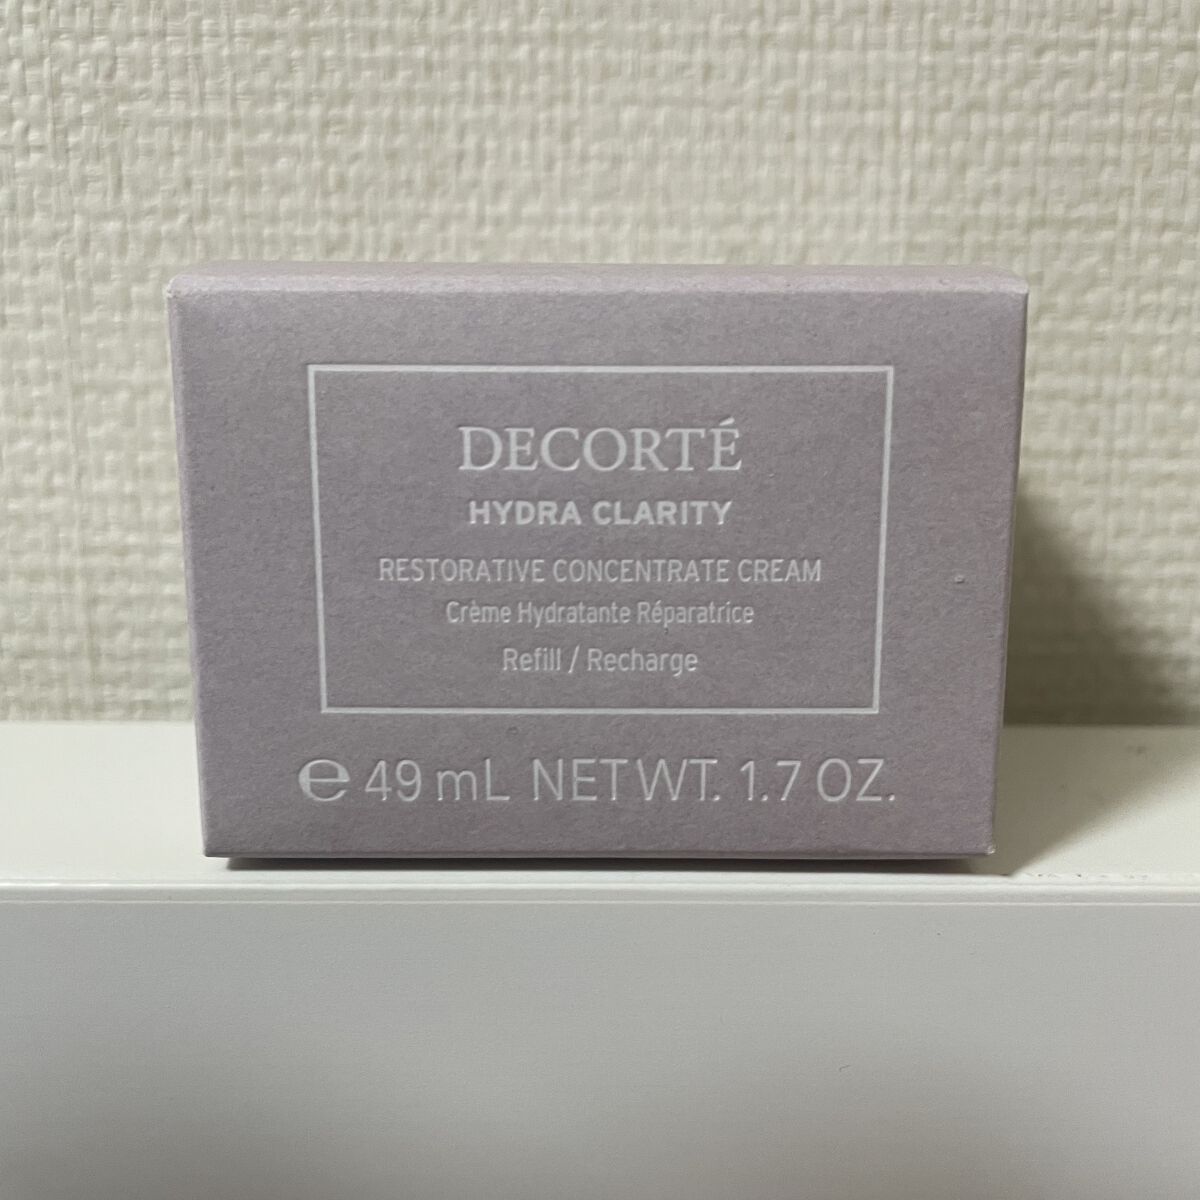 DECORTÉ
HYDRA CLARITY
RESTORATIVE CONCENTRATE CREAM
Crème Hydratante Réparatrice
Refill / Recharge
℮ 49 mL NET WT. 1.7 OZ.